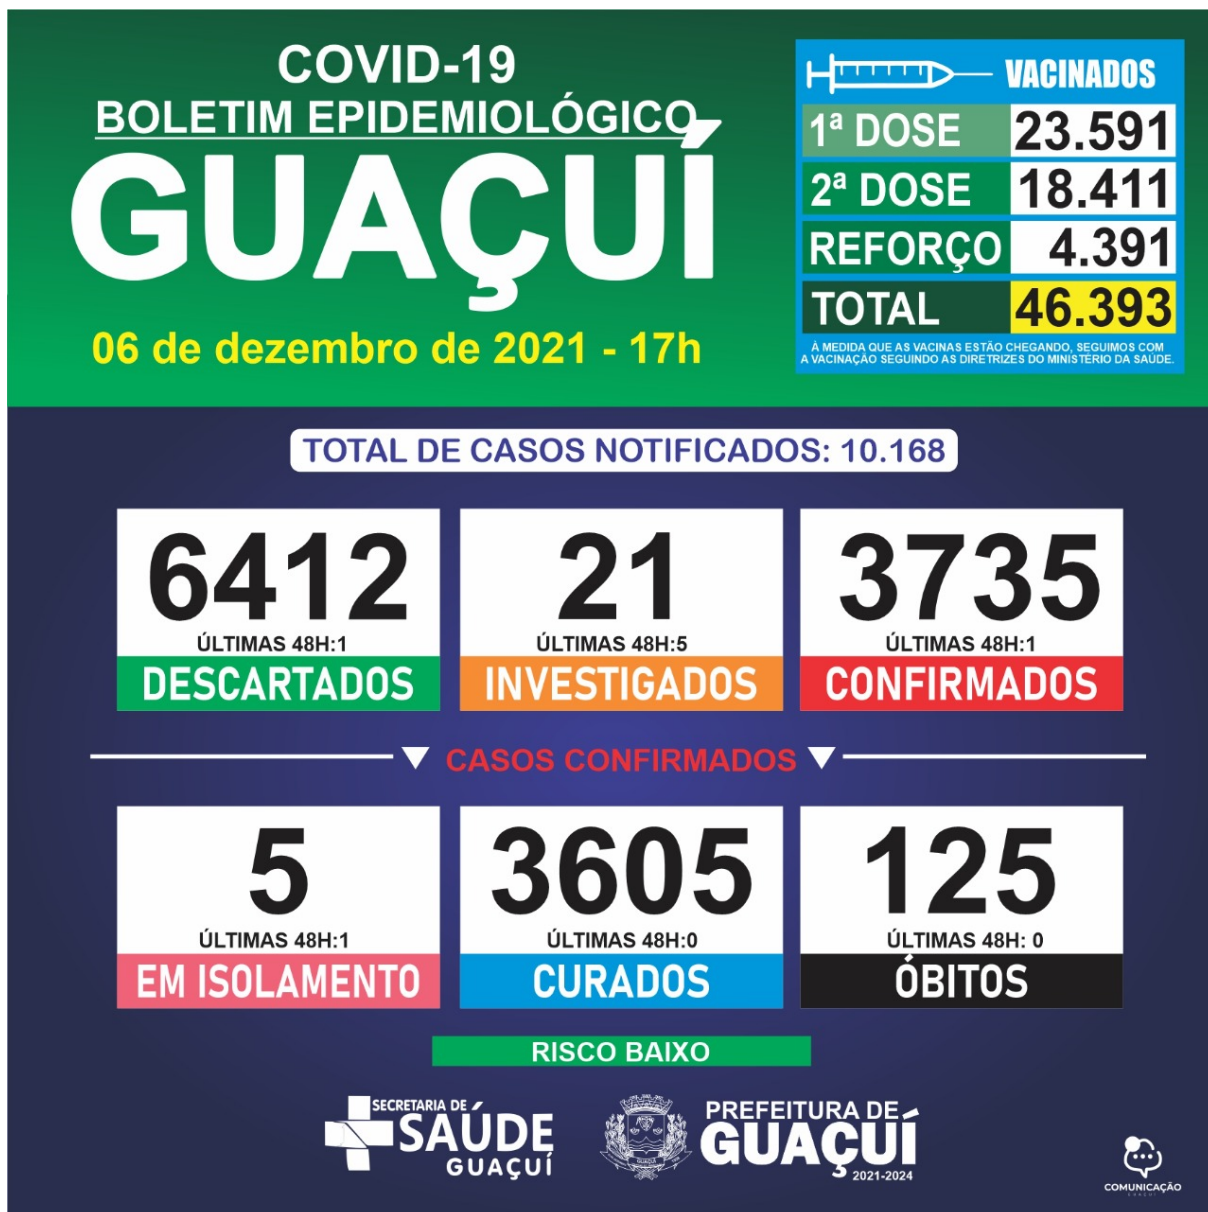 COVID-19
BOLETIM EPIDEMIOLÓGICO
GUAÇUÍ
06 de dezembro de 2021 - 17h
VACINADOS
1ª DOSE 23.591
2ª DOSE 18.411
REFORÇO 4.391
TOTAL 46.393
À MEDIDA QUE AS VACINAS ESTÃO CHEGANDO, SEGUIMOS COM
A VACINAÇÃO SEGUINDO AS DIRETRIZES DO MINISTÉRIO DA SAÚDE.
TOTAL DE CASOS NOTIFICADOS: 10.168
6412
ÚLTIMAS 48H:1
DESCARTADOS
21
ÚLTIMAS 48H:5
INVESTIGADOS
3735
ÚLTIMAS 48H:1
CONFIRMADOS
CASOS CONFIRMADOS
5
ÚLTIMAS 48H:1
EM ISOLAMENTO
3605
ÚLTIMAS 48H:0
CURADOS
125
ÚLTIMAS 48H: 0
ÓBITOS
RISCO BAIXO
SECRETARIA DE
SAÚDE
GUAÇUÍ
PREFEITURA DE
GUAÇUÍ
2021-2024
COMUNICAÇÃO